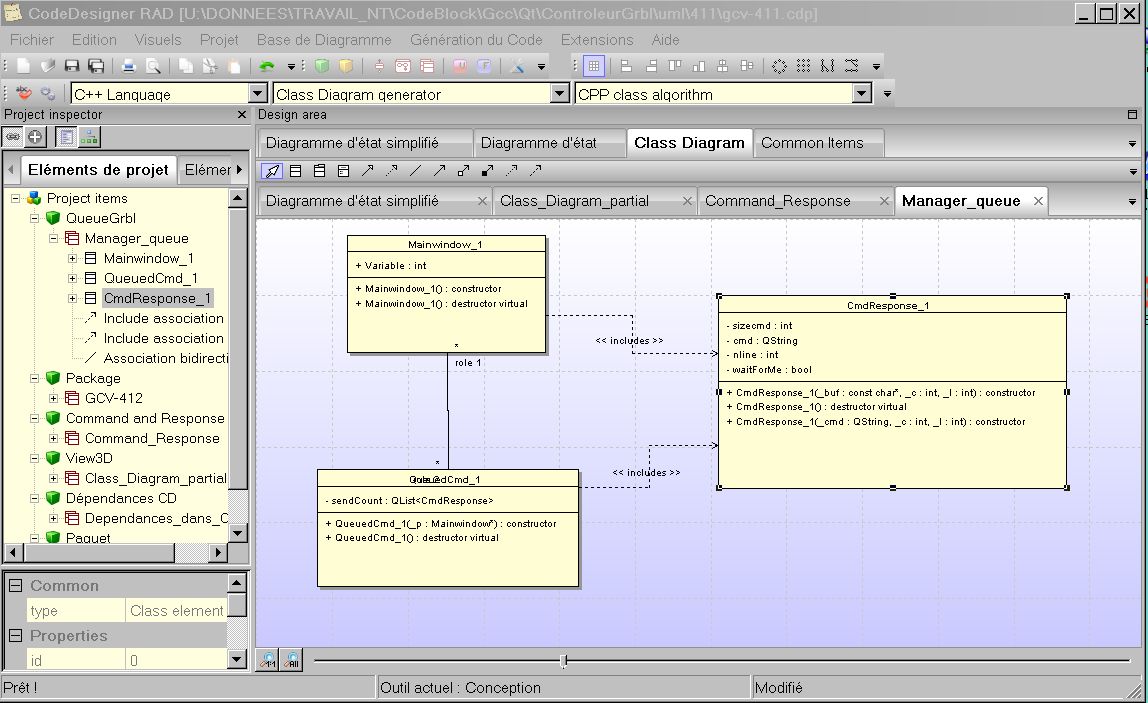 CodeDesigner RAD [U:\DONNEES\TRAVAIL_NT\CodeBlock\Gcc\Qt\ControleurGrbl\uml\411\gcv-411.cdp]
Fichier Edition Visuels Projet Base de Diagramme Génération du Code Extensions Aide
C++ Language Class Diagram generator CPP class algorithm
Project inspector
Design area
Diagramme d'état simplifié Diagramme d'état Class Diagram Common Items
Eléments de projet Elémer
Diagramme d'état simplifié Class_Diagram_partial Command_Response Manager_queue
Project items
QueueGrbl
Manager_queue
Mainwindow_1
QueuedCmd_1
CmdResponse_1
Include association
Include association
Association bidirecti
Package
GCV-412
Command and Response
Command_Response
View3D
Class_Diagram_partial
Dépendances CD
Dependances_dans_C
Paquet
Common
type Class element
Properties
id 0
Mainwindow_1
+ Variable : int
+ Mainwindow_1() : constructor
+ Mainwindow_1() : destructor virtual
*
role 1
<< includes >>
CmdResponse_1
- sizecmd : int
- cmd : QString
- nline : int
- waitForMe : bool
+ CmdResponse_1(_buf : const char*, _c : int, _l : int) : constructor
+ CmdResponse_1() : destructor virtual
+ CmdResponse_1(_cmd : QString, _c : int, _l : int) : constructor
*
<< includes >>
QueuedCmd_1
- sendCount : QList<CmdResponse>
+ QueuedCmd_1(_p : Mainwindow*) : constructor
+ QueuedCmd_1() : destructor virtual
1:1 All
Prêt ! Outil actuel : Conception Modifié